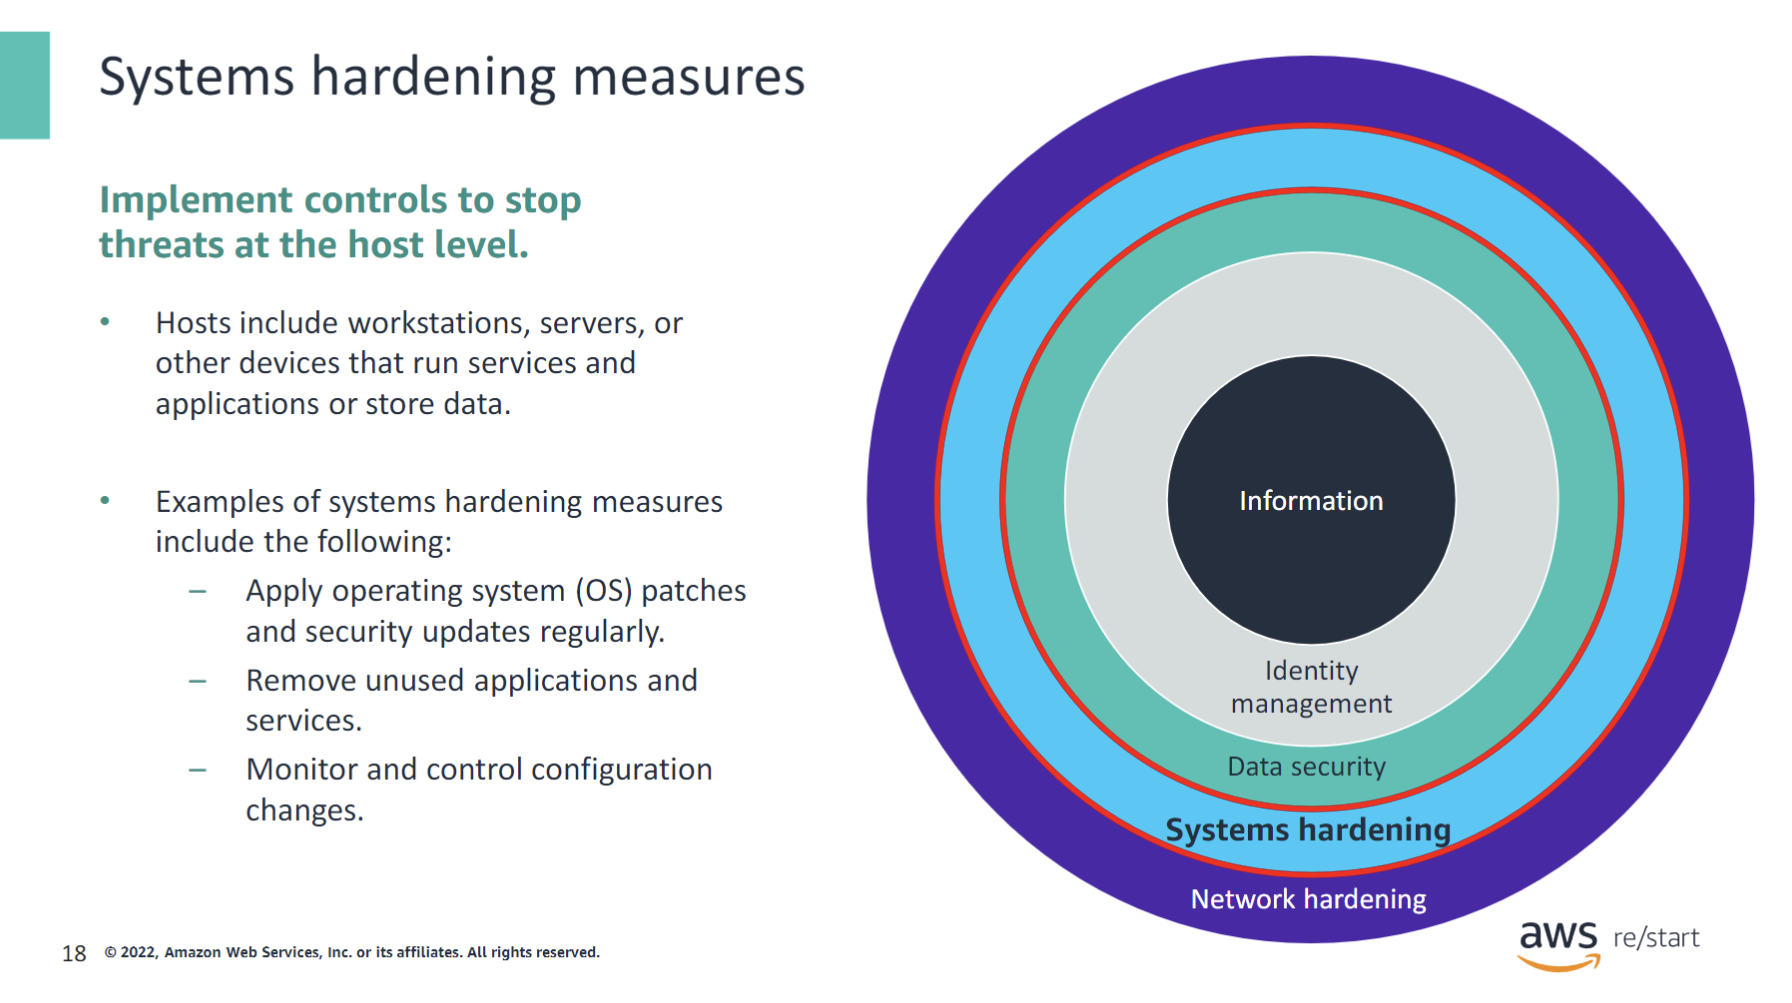 Systems hardening measures
Implement controls to stop
threats at the host level.
• Hosts include workstations, servers, or
other devices that run services and
applications or store data.
• Examples of systems hardening measures
include the following:
– Apply operating system (OS) patches
and security updates regularly.
– Remove unused applications and
services.
– Monitor and control configuration
changes.
Information
Identity
management
Data security
Systems hardening
Network hardening
18 © 2022, Amazon Web Services, Inc. or its affiliates. All rights reserved.
aws re/start